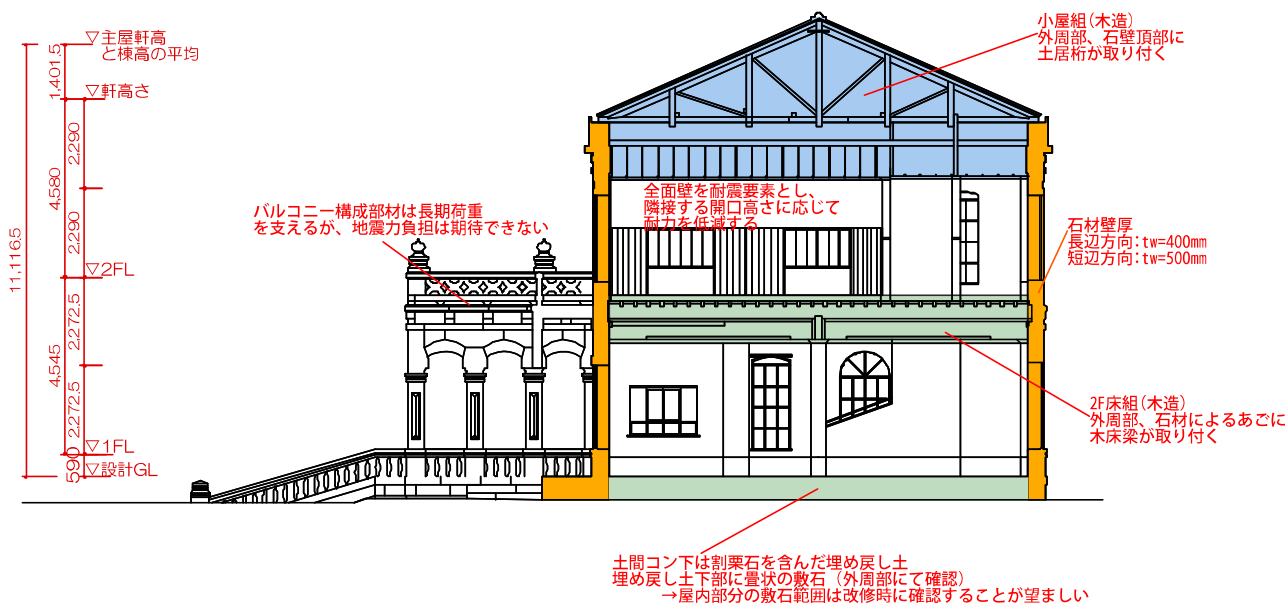 小屋組(木造)
外周部、石壁頂部に
土居桁が取り付く
▽主屋軒高
と棟高の平均
1,401.5
▽軒高さ
2,290
4,580
全面壁を耐震要素とし、
隣接する開口高さに応じて
耐力を低減する
バルコニー構成部材は長期荷重
を支えるが、地震力負担は期待できない
石材壁厚
長辺方向:tw=400mm
短辺方向:tw=500mm
2,290
11,116.5
▽2FL
2,272.5
4,545
2,272.5
2F床組(木造)
外周部、石材によるあごに
木床梁が取り付く
▽1FL
590
▽設計GL
土間コン下は割栗石を含んだ埋め戻し土
埋め戻し土下部に畳状の敷石（外周部にて確認）
→屋内部分の敷石範囲は改修時に確認することが望ましい